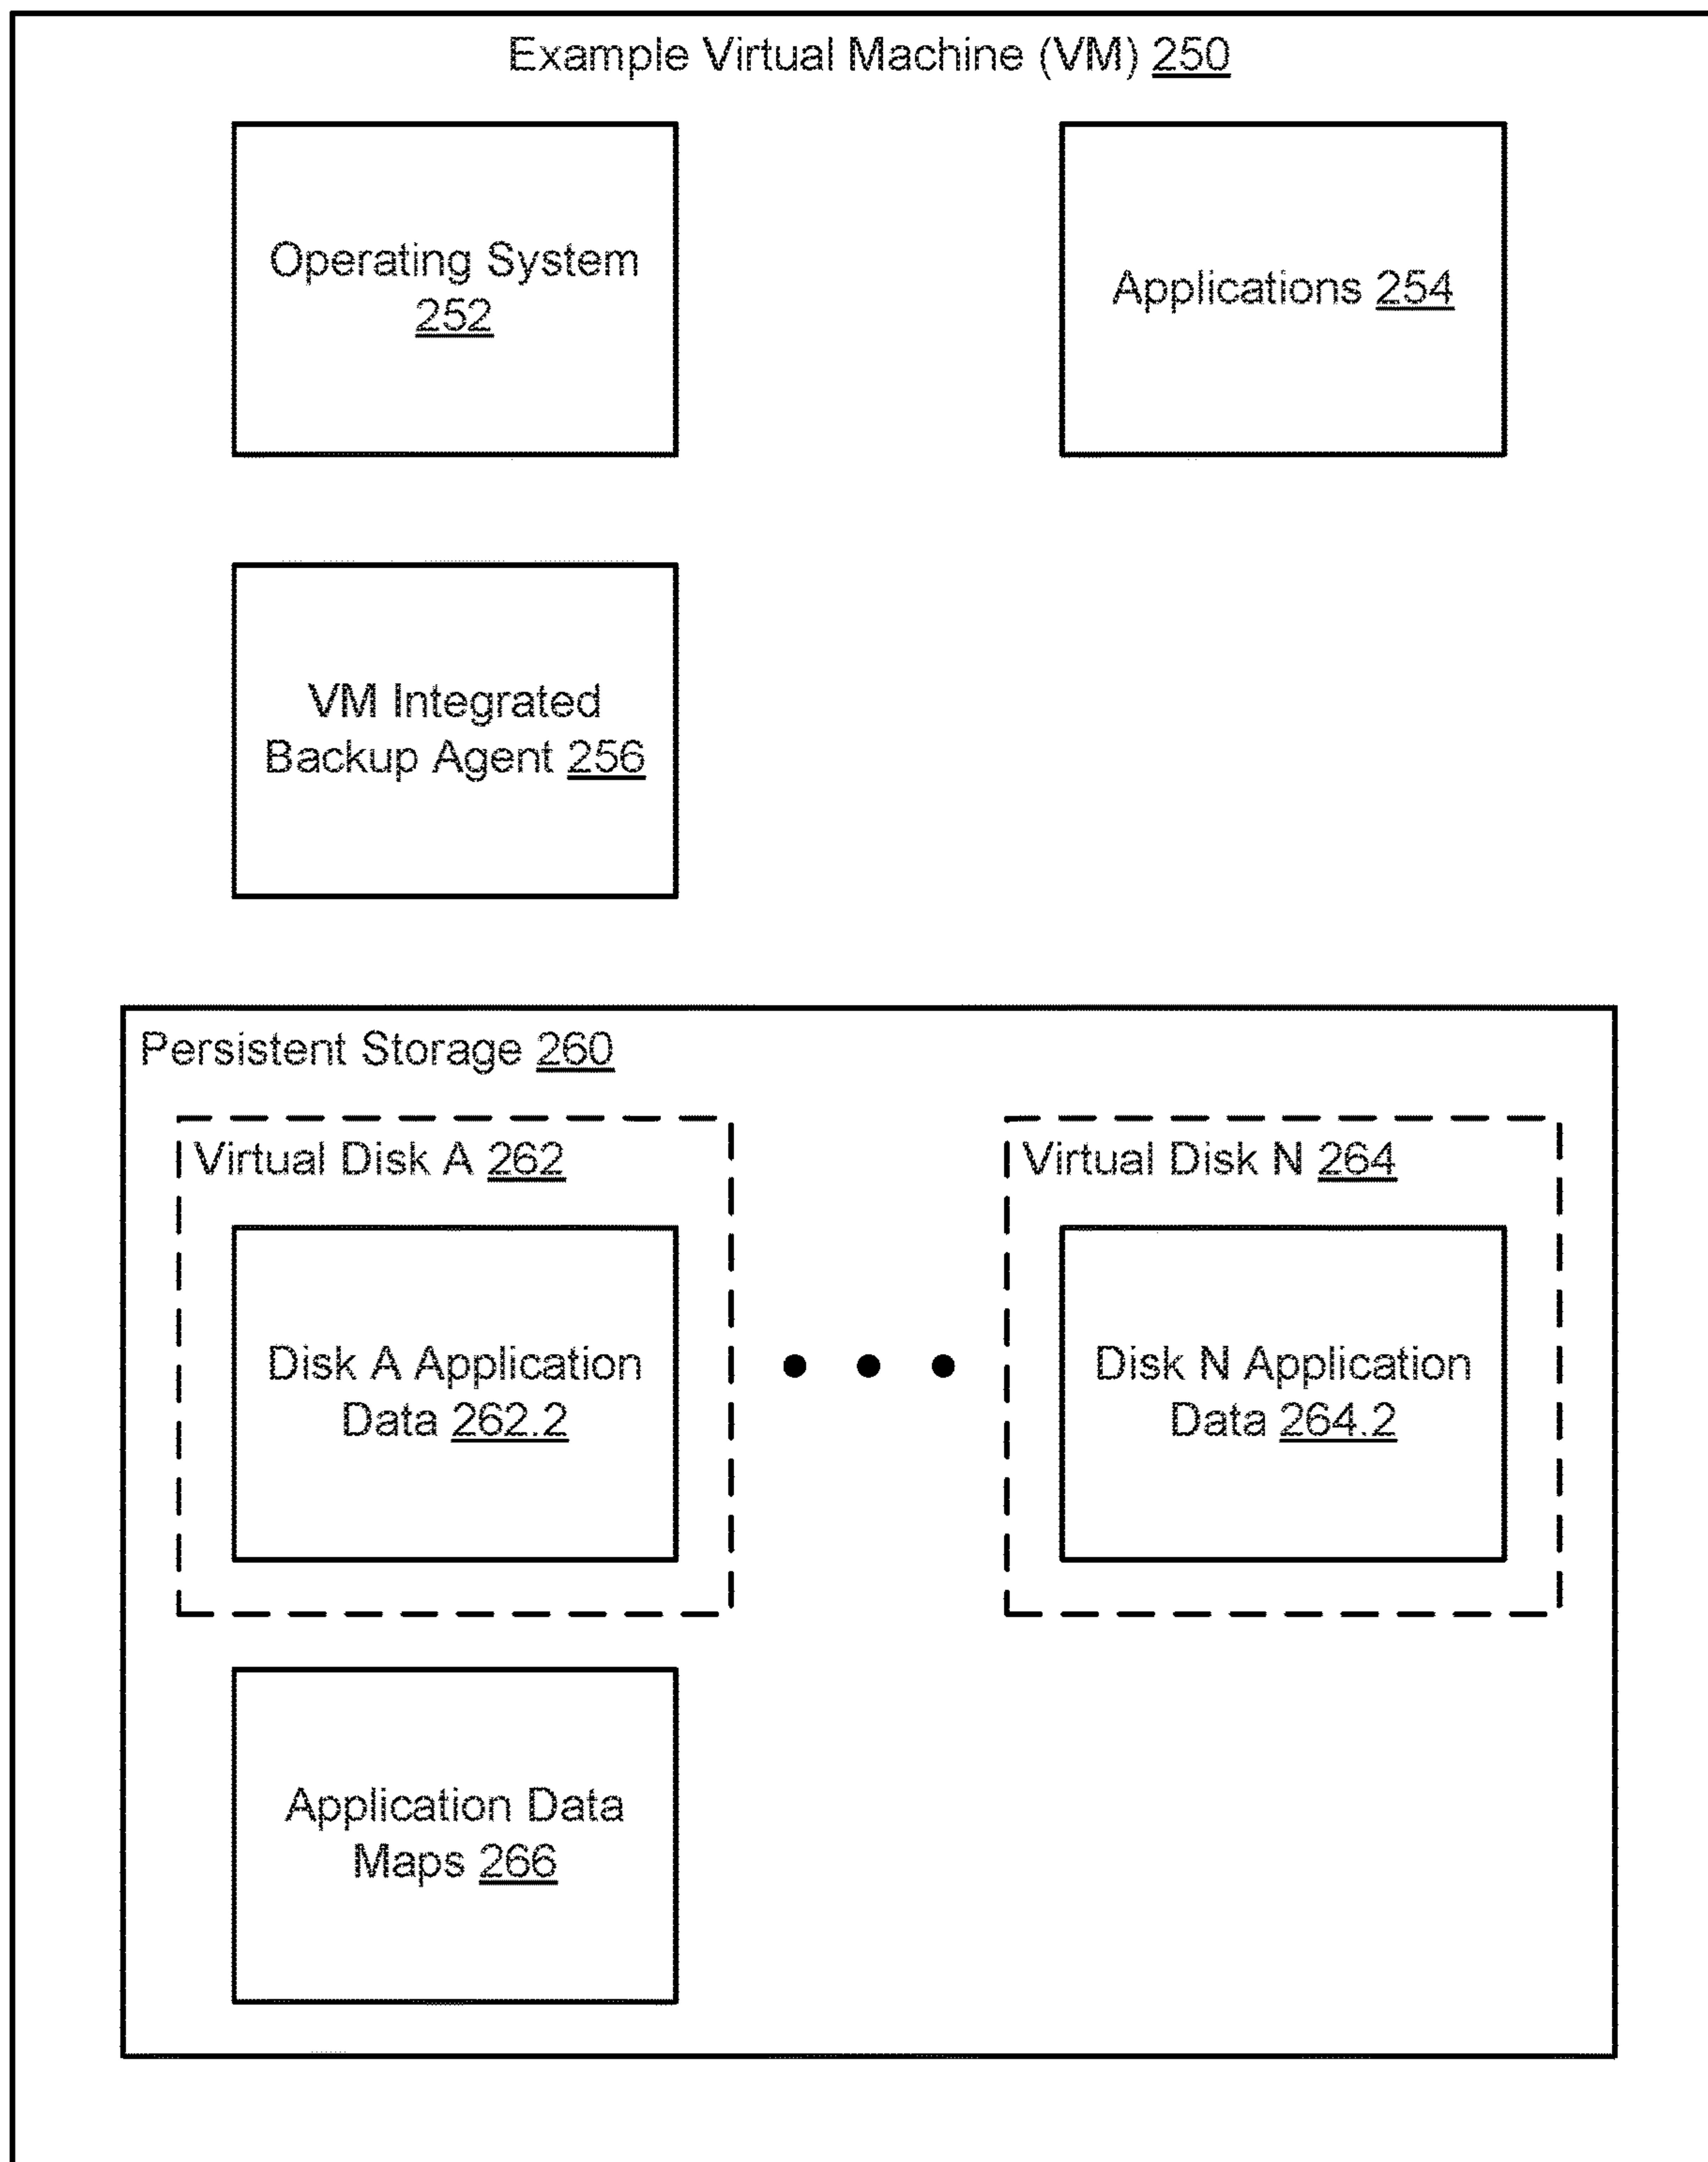 Example Virtual Machine (VM) 250
Operating System
252
Applications 254
VM Integrated
Backup Agent 256
Persistent Storage 260
Virtual Disk A 262
Disk A Application
Data 262.2
Virtual Disk N 264
Disk N Application
Data 264.2
Application Data
Maps 266